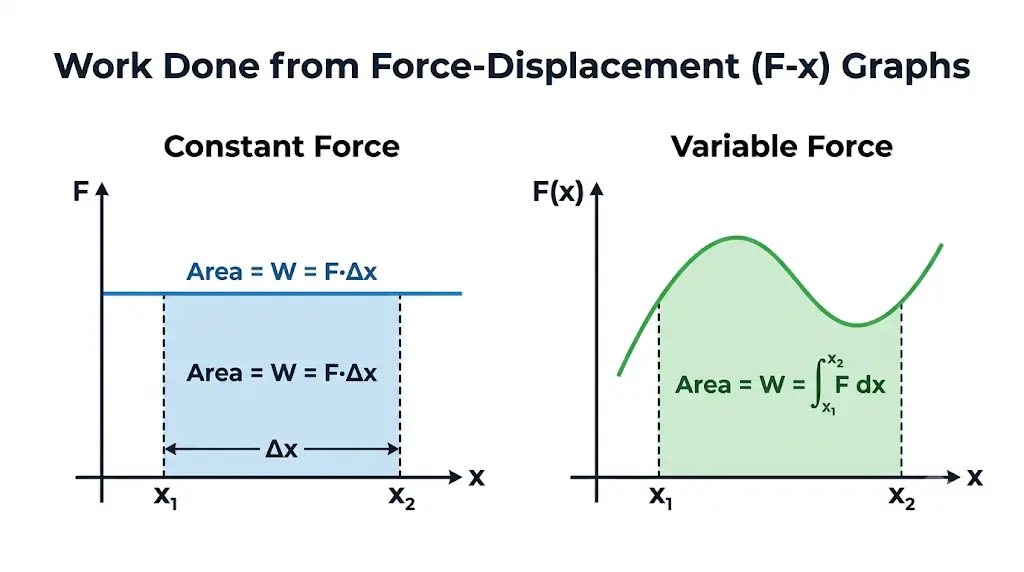 Work Done from Force-Displacement (F-x) Graphs
Constant Force
F
Area = W = F·Δx
Area = W = F·Δx
Δx
x₁
x₂
x
Variable Force
F(x)
Area = W = ∫ₓ₁ˣ² F dx
x₁
x₂
x